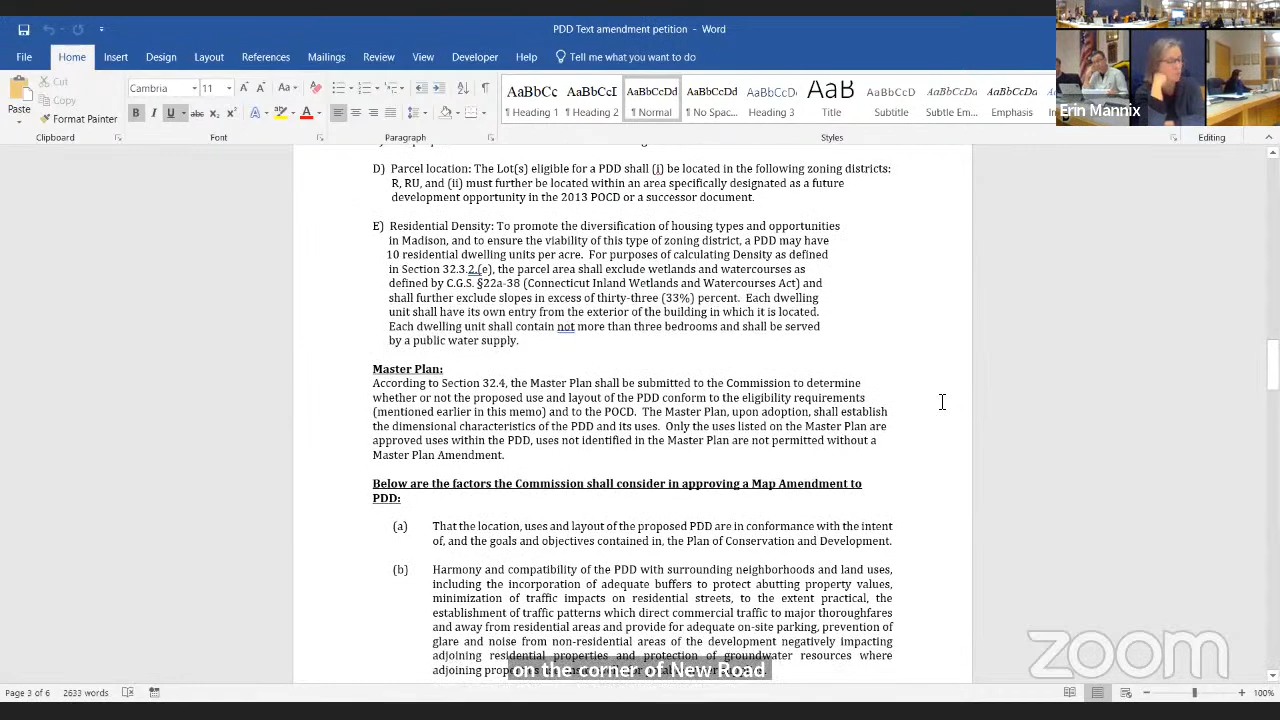 PDD Text amendment petition - Word
File Home Insert Design Layout References Mailings Review View Developer Help Tell me what you want to do
Paste
Cut
Copy
Format Painter
Clipboard
Cambria 11
Font
Paragraph
AaBbCc AaBbCcI AaBbCcDd AaBbCcDd AaBbCcDd AaB AaBbCcD AaBbCcDd AaBbCcDd
¶ Heading 1 ¶ Heading 2 ¶ Normal ¶ No Spac... Heading 3 Title Subtitle Subtle Em... Emphasis
Styles
Editing
Erin Mannix
D) Parcel location: The Lot(s) eligible for a PDD shall (i) be located in the following zoning districts:
R, RU, and (ii) must further be located within an area specifically designated as a future
development opportunity in the 2013 POCD or a successor document.
E) Residential Density: To promote the diversification of housing types and opportunities
in Madison, and to ensure the viability of this type of zoning district, a PDD may have
10 residential dwelling units per acre. For purposes of calculating Density as defined
in Section 32.3.2.(e), the parcel area shall exclude wetlands and watercourses as
defined by C.G.S. §22a-38 (Connecticut Inland Wetlands and Watercourses Act) and
shall further exclude slopes in excess of thirty-three (33%) percent. Each dwelling
unit shall have its own entry from the exterior of the building in which it is located.
Each dwelling unit shall contain not more than three bedrooms and shall be served
by a public water supply.
Master Plan:
According to Section 32.4, the Master Plan shall be submitted to the Commission to determine
whether or not the proposed use and layout of the PDD conform to the eligibility requirements
(mentioned earlier in this memo) and to the POCD. The Master Plan, upon adoption, shall establish
the dimensional characteristics of the PDD and its uses. Only the uses listed on the Master Plan are
approved uses within the PDD, uses not identified in the Master Plan are not permitted without a
Master Plan Amendment.
Below are the factors the Commission shall consider in approving a Map Amendment to
PDD:
(a) That the location, uses and layout of the proposed PDD are in conformance with the intent
of, and the goals and objectives contained in, the Plan of Conservation and Development.
(b) Harmony and compatibility of the PDD with surrounding neighborhoods and land uses,
including the incorporation of adequate buffers to protect abutting property values,
minimization of traffic impacts on residential streets, to the extent practical, the
establishment of traffic patterns which direct commercial traffic to major thoroughfares
and away from residential areas and provide for adequate on-site parking, prevention of
glare and noise from non-residential areas of the development negatively impacting
adjoining residential properties and protection of groundwater resources where
adjoining
on the corner of New Road.
zoom
Page 3 of 6 2633 words
100%